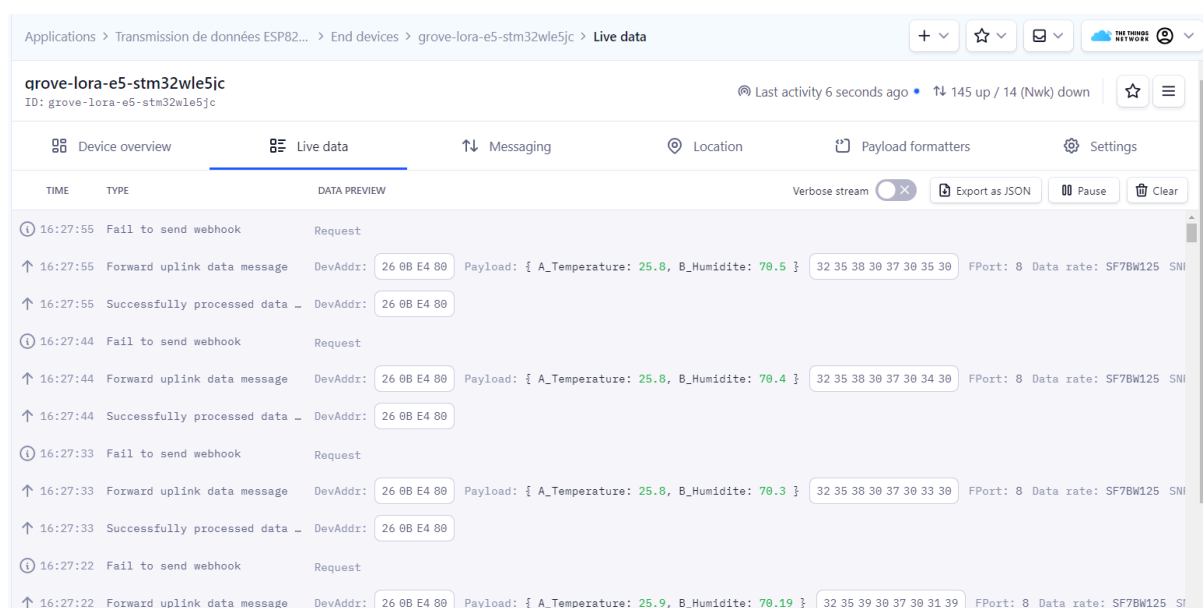 Applications > Transmission de données ESP82... > End devices > grove-lora-e5-stm32wle5jc > Live data
THE THINGS NETWORK
grove-lora-e5-stm32wle5jc
ID: grove-lora-e5-stm32wle5jc
Last activity 6 seconds ago • 145 up / 14 (Nwk) down
Device overview Live data Messaging Location Payload formatters Settings
TIME TYPE DATA PREVIEW Verbose stream Export as JSON Pause Clear
16:27:55 Fail to send webhook Request
16:27:55 Forward uplink data message DevAddr: 26 0B E4 80 Payload: { A_Temperature: 25.8, B_Humidite: 70.5 } 32 35 38 30 37 30 35 30 FPort: 8 Data rate: SF7BW125
16:27:55 Successfully processed data … DevAddr: 26 0B E4 80
16:27:44 Fail to send webhook Request
16:27:44 Forward uplink data message DevAddr: 26 0B E4 80 Payload: { A_Temperature: 25.8, B_Humidite: 70.4 } 32 35 38 30 37 30 34 30 FPort: 8 Data rate: SF7BW125
16:27:44 Successfully processed data … DevAddr: 26 0B E4 80
16:27:33 Fail to send webhook Request
16:27:33 Forward uplink data message DevAddr: 26 0B E4 80 Payload: { A_Temperature: 25.8, B_Humidite: 70.3 } 32 35 38 30 37 30 33 30 FPort: 8 Data rate: SF7BW125
16:27:33 Successfully processed data … DevAddr: 26 0B E4 80
16:27:22 Fail to send webhook Request
16:27:22 Forward uplink data message DevAddr: 26 0B E4 80 Payload: { A_Temperature: 25.9, B_Humidite: 70.19 } 32 35 39 30 37 30 31 39 FPort: 8 Data rate: SF7BW125